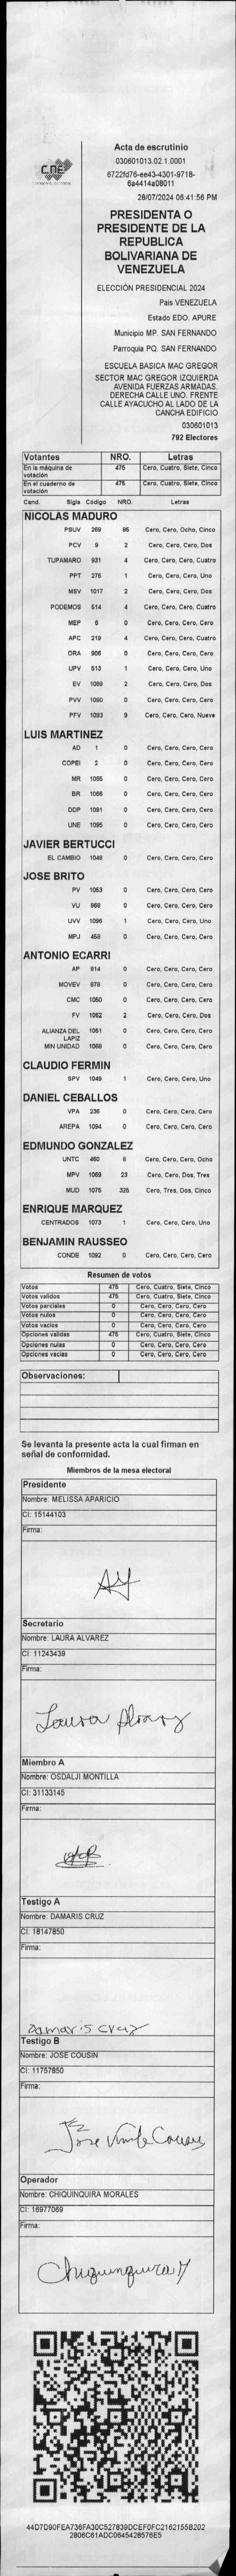 CNE
Acta de escrutinio
030601013.02.1.0001
6722fd76-ee43-4301-9718-
6a4414a08011
28/07/2024 06:41:56 PM
PRESIDENTA O
PRESIDENTE DE LA
REPUBLICA
BOLIVARIANA DE
VENEZUELA
ELECCIÓN PRESIDENCIAL 2024
Pais VENEZUELA
Estado EDO. APURE
Municipio MP. SAN FERNANDO
Parroquia PQ. SAN FERNANDO
ESCUELA BASICA MAC GREGOR
SECTOR MAC GREGOR IZQUIERDA
AVENIDA FUERZAS ARMADAS.
DERECHA CALLE UNO. FRENTE
CALLE AYACUCHO AL LADO DE LA
CANCHA EDIFICIO
030601013
792 Electores
Votantes NRO. Letras
En la máquina de votación 475 Cero, Cuatro, Siete, Cinco
En el cuaderno de votación 475 Cero, Cuatro, Siete, Cinco
Cand. Sigla Código NRO. Letras
NICOLAS MADURO
PSUV 269 85 Cero, Cero, Ocho, Cinco
PCV 9 2 Cero, Cero, Cero, Dos
TUPAMARO 931 4 Cero, Cero, Cero, Cuatro
PPT 276 1 Cero, Cero, Cero, Uno
MSV 1017 2 Cero, Cero, Cero, Dos
PODEMOS 514 4 Cero, Cero, Cero, Cuatro
MEP 6 0 Cero, Cero, Cero, Cero
APC 219 4 Cero, Cero, Cero, Cuatro
ORA 906 0 Cero, Cero, Cero, Cero
UPV 513 1 Cero, Cero, Cero, Uno
EV 1089 2 Cero, Cero, Cero, Dos
PVV 1090 0 Cero, Cero, Cero, Cero
PFV 1093 9 Cero, Cero, Cero, Nueve
LUIS MARTINEZ
AD 1 0 Cero, Cero, Cero, Cero
COPEI 2 0 Cero, Cero, Cero, Cero
MR 1055 0 Cero, Cero, Cero, Cero
BR 1066 0 Cero, Cero, Cero, Cero
DDP 1091 0 Cero, Cero, Cero, Cero
UNE 1095 0 Cero, Cero, Cero, Cero
JAVIER BERTUCCI
EL CAMBIO 1048 0 Cero, Cero, Cero, Cero
JOSE BRITO
PV 1053 0 Cero, Cero, Cero, Cero
VU 969 0 Cero, Cero, Cero, Cero
UVV 1096 1 Cero, Cero, Cero, Uno
MPJ 458 0 Cero, Cero, Cero, Cero
ANTONIO ECARRI
AP 914 0 Cero, Cero, Cero, Cero
MOVEV 979 0 Cero, Cero, Cero, Cero
CMC 1050 0 Cero, Cero, Cero, Cero
FV 1062 2 Cero, Cero, Cero, Dos
ALIANZA DEL LAPIZ 1051 0 Cero, Cero, Cero, Cero
MIN UNIDAD 1068 0 Cero, Cero, Cero, Cero
CLAUDIO FERMIN
SPV 1049 1 Cero, Cero, Cero, Uno
DANIEL CEBALLOS
VPA 236 0 Cero, Cero, Cero, Cero
AREPA 1094 0 Cero, Cero, Cero, Cero
EDMUNDO GONZALEZ
UNTC 460 8 Cero, Cero, Cero, Ocho
MPV 1069 23 Cero, Cero, Dos, Tres
MUD 1075 325 Cero, Tres, Dos, Cinco
ENRIQUE MARQUEZ
CENTRADOS 1073 1 Cero, Cero, Cero, Uno
BENJAMIN RAUSSEO
CONDE 1092 0 Cero, Cero, Cero, Cero
Resumen de votos
Votos 475 Cero, Cuatro, Siete, Cinco
Votos validos 475 Cero, Cuatro, Siete, Cinco
Votos parciales 0 Cero, Cero, Cero, Cero
Votos nulos 0 Cero, Cero, Cero, Cero
Votos vacios 0 Cero, Cero, Cero, Cero
Opciones validas 475 Cero, Cuatro, Siete, Cinco
Opciones nulas 0 Cero, Cero, Cero, Cero
Opciones vacias 0 Cero, Cero, Cero, Cero
Observaciones:
Se levanta la presente acta la cual firman en
señal de conformidad.
Miembros de la mesa electoral
Presidente
Nombre: MELISSA APARICIO
CI: 15144103
Firma:
Secretario
Nombre: LAURA ALVAREZ
CI: 11243439
Firma:
Laura Alvarez
Miembro A
Nombre: OSDALJI MONTILLA
CI: 31133145
Firma:
Testigo A
Nombre: DAMARIS CRUZ
CI: 18147850
Firma:
Damaris Cruz
Testigo B
Nombre: JOSE COUSIN
CI: 11757850
Firma:
Operador
Nombre: CHIQUINQUIRA MORALES
CI: 16977069
Firma:
Chiquinquira M
44D7D90FEA736FA30C527839DCEF0FC2162155B202
2806C61ADC0645428576E5